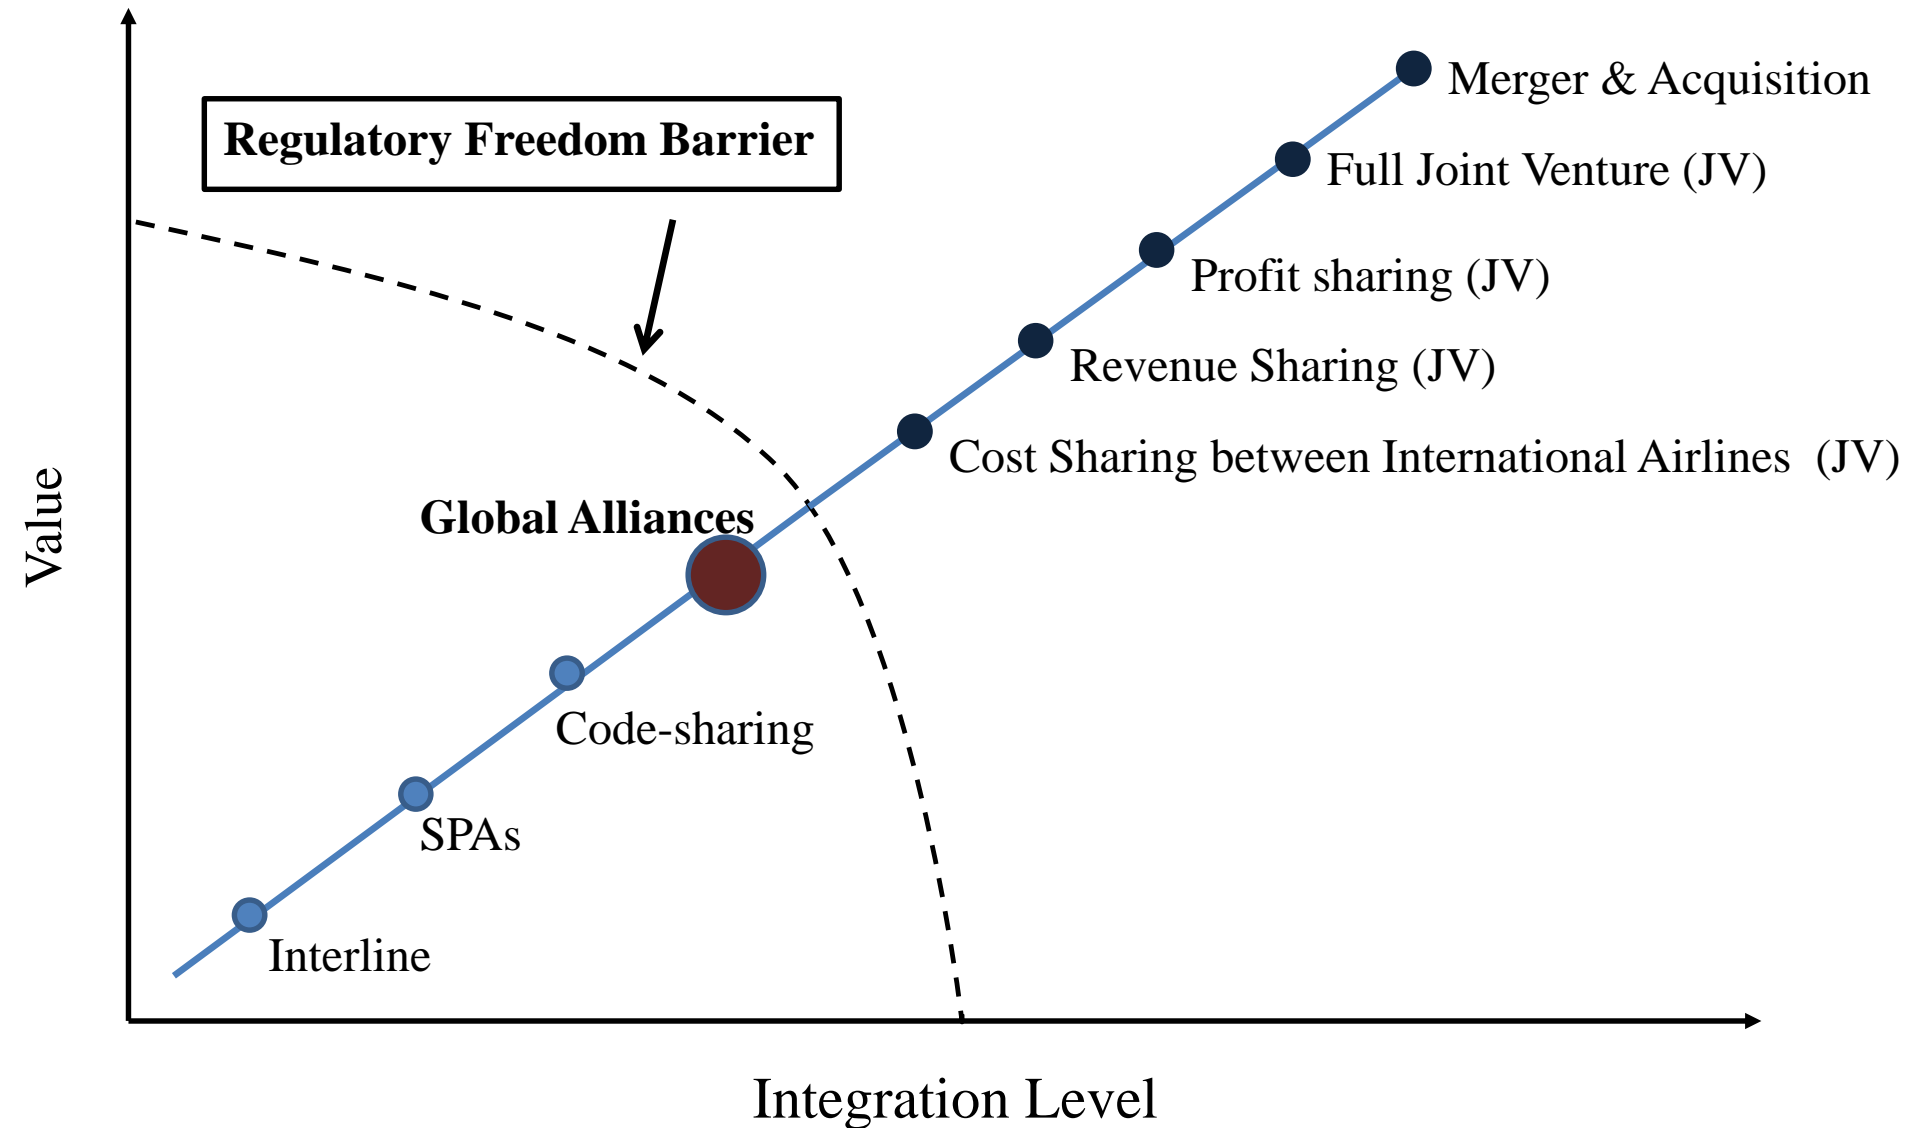 Merger & Acquisition
Regulatory Freedom Barrier
Full Joint Venture (JV)
Profit sharing (JV)
Revenue Sharing (JV)
Cost Sharing between International Airlines (JV)
Global Alliances
Value
Code-sharing
SPAs
Interline
Integration Level